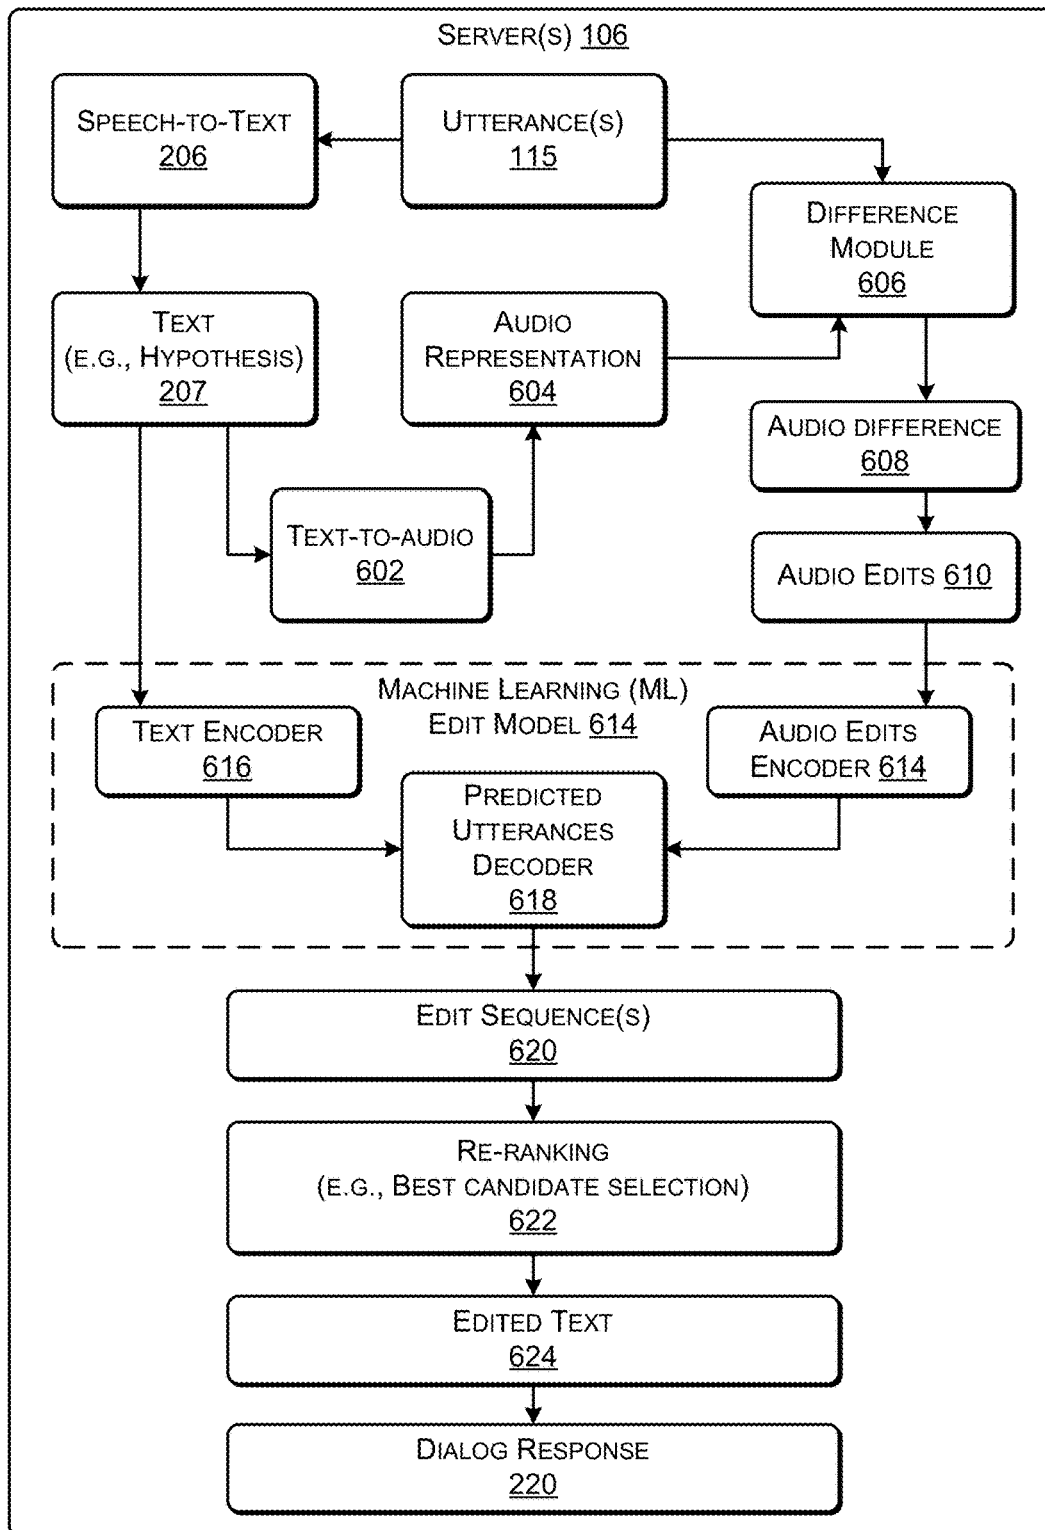 SERVER(S) 106
SPEECH-TO-TEXT
206
UTTERANCE(S)
115
DIFFERENCE
MODULE
606
TEXT
(E.G., HYPOTHESIS)
207
AUDIO
REPRESENTATION
604
AUDIO DIFFERENCE
608
TEXT-TO-AUDIO
602
AUDIO EDITS 610
MACHINE LEARNING (ML)
EDIT MODEL 614
TEXT ENCODER
616
AUDIO EDITS
ENCODER 614
PREDICTED
UTTERANCES
DECODER
618
EDIT SEQUENCE(S)
620
RE-RANKING
(E.G., BEST CANDIDATE SELECTION)
622
EDITED TEXT
624
DIALOG RESPONSE
220